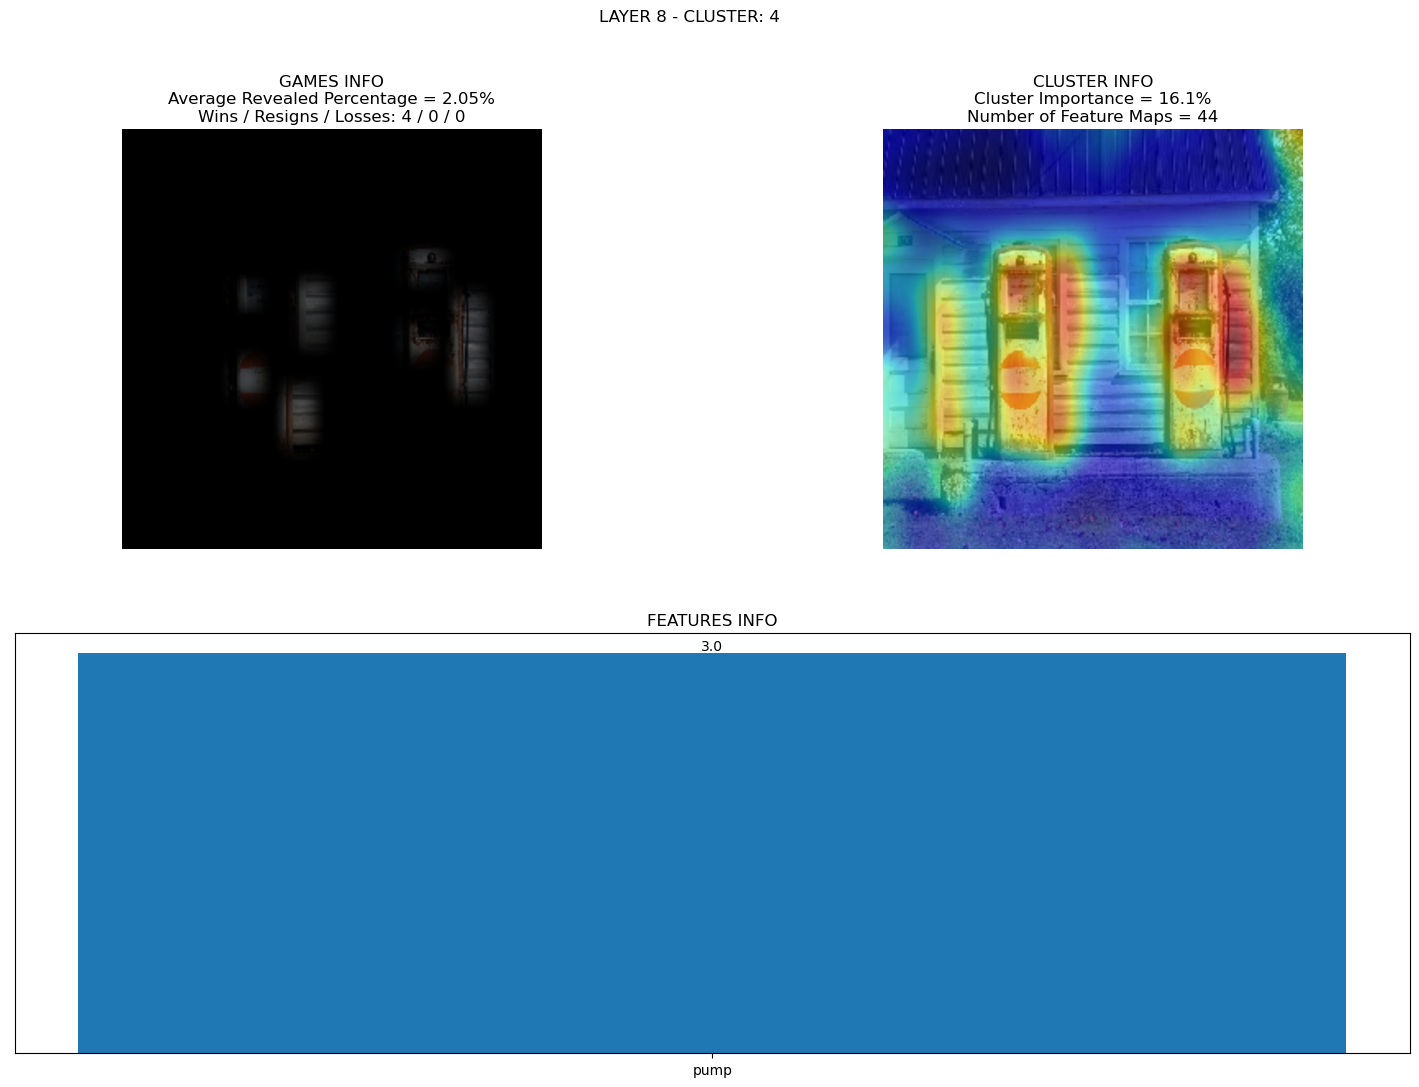 LAYER 8 - CLUSTER: 4
GAMES INFO
Average Revealed Percentage = 2.05%
Wins / Resigns / Losses: 4 / 0 / 0
CLUSTER INFO
Cluster Importance = 16.1%
Number of Feature Maps = 44
FEATURES INFO
3.0
pump